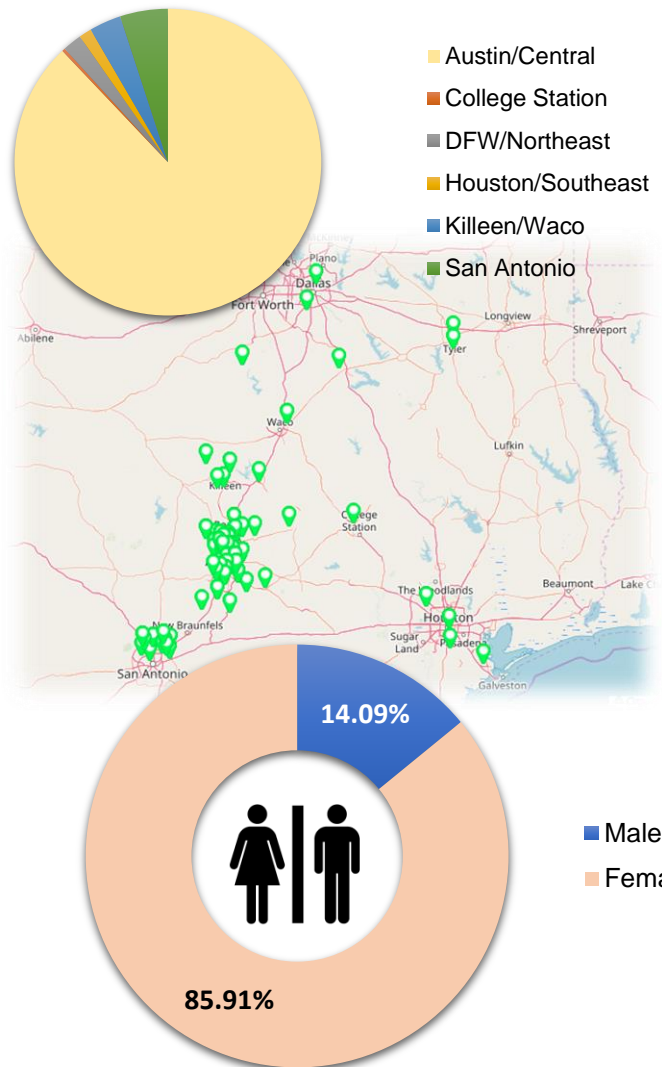 Austin/Central
College Station
DFW/Northeast
Houston/Southeast
Killeen/Waco
San Antonio
Plano
Dallas
Fort Worth
Longview
Shreveport
Abilene
Tyler
Waco
Lufkin
Killeen
College
Station
The Woodlands
Beaumont
Lake C
Houston
New Braunfels
Sugar
Land
Pasadena
San Antonio
Galveston
14.09%
Male
Fema
85.91%